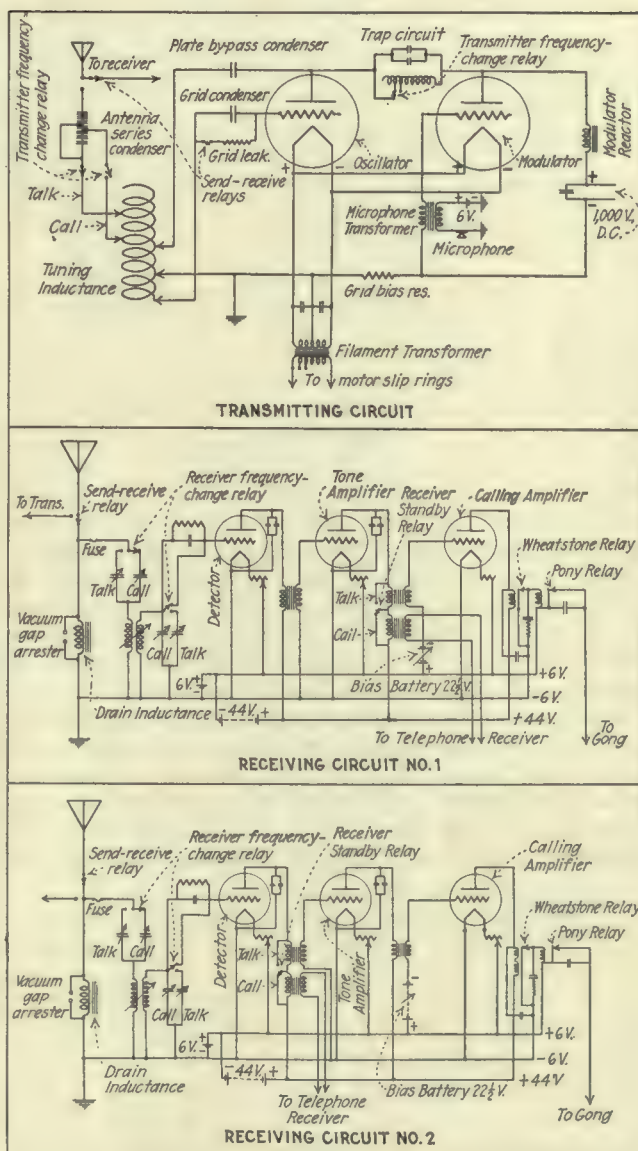 Plate by-pass condenser
Trap circuit
Transmitter frequency-
change relay
To receiver
Transmitter frequency
change relay
Antenna
series
condenser
Grid condenser
Grid leak.
Send-receive
relays
Oscillator
Modulator
Modulator
Reactor
Talk
Call
Microphone
Transformer
6V.
Microphone
1,000 V.
D.C.
Tuning
Inductance
Grid bias res.
Filament Transformer
To motor slip rings
TRANSMITTING CIRCUIT
To Trans.
Send-receive
relay
Receiver frequency-
change relay
Tone
Amplifier
Receiver
Standby
Relay
Calling Amplifier
Fuse
Talk
Call
Detector
Talk
Call
Wheatstone Relay
Pony Relay
Vacuum
gap
arrester
Call Talk
Drain Inductance
6V.
- 44V. +
Bias Battery 22½V.
+6V.
-6V.
+44V.
To Telephone Receiver
To
Gong
RECEIVING CIRCUIT NO. 1
Send-receive
relay
Receiver frequency-
change relay
Receiver
Standby Relay
Calling
Amplifier
Fuse
Talk
Call
Detector
Talk
Call
Tone
Amplifier
Wheatstone Relay
Pony Relay
Vacuum
gap
arrester
Call Talk
Drain
Inductance
6V.
-44V. +
To Telephone
Receiver
Bias Battery 22½V.
+6V.
-6V.
+44V
To Gong
RECEIVING CIRCUIT NO. 2